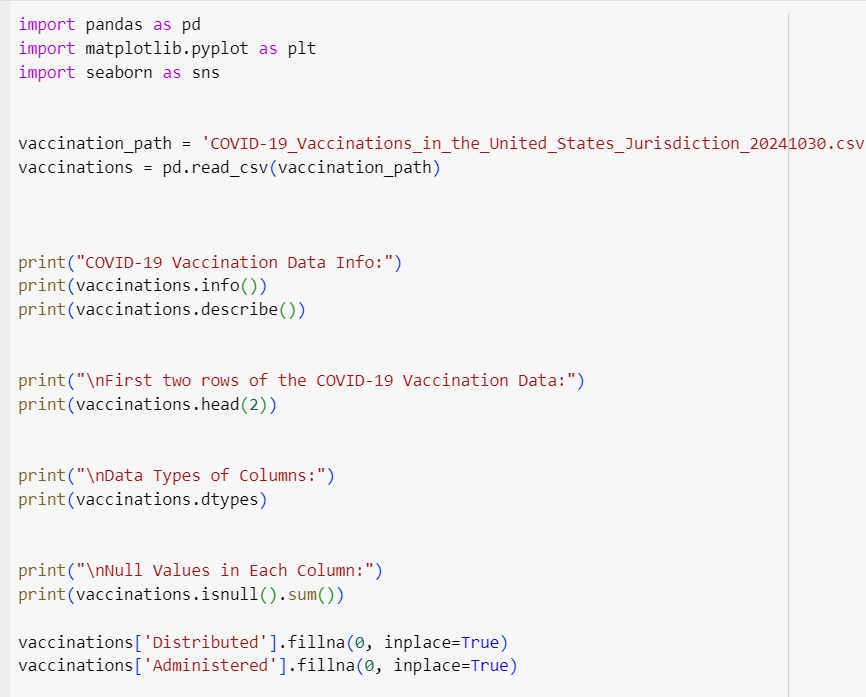 import pandas as pd
import matplotlib.pyplot as plt
import seaborn as sns
vaccination_path = 'COVID-19_Vaccinations_in_the_United_States_Jurisdiction_20241030.csv
vaccinations = pd.read_csv(vaccination_path)
print("COVID-19 Vaccination Data Info:")
print(vaccinations.info())
print(vaccinations.describe())
print("\nFirst two rows of the COVID-19 Vaccination Data:")
print(vaccinations.head(2))
print("\nData Types of Columns:")
print(vaccinations.dtypes)
print("\nNull Values in Each Column:")
print(vaccinations.isnull().sum())
vaccinations['Distributed'].fillna(0, inplace=True)
vaccinations['Administered'].fillna(0, inplace=True)